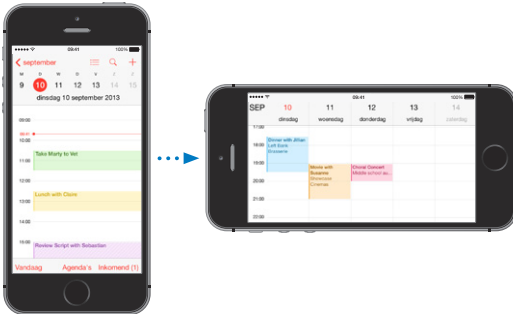 09:41
100%
september
M D W D V Z Z
9 10 11 12 13 14 15
dinsdag 10 september 2013
09:00
09:41
10:00
Take Marty to Vet
11:00
12:00
Lunch with Claire
13:00
14:00
15:00
Review Script with Sebastian
Vandaag Agenda's Inkomend (1)
09:41
100%
SEP 10 11 12 13 14
dinsdag woensdag donderdag vrijdag zaterdag
17:00
18:00
Dinner with Jillian
Left Bank
Brasserie
19:00
20:00
Movie with
Susanne
Showcase
Cinemas
Choral Concert
Middle school au...
21:00
22:00